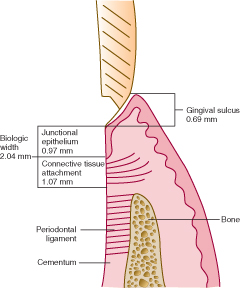 Gingival sulcus
0.69 mm
Biologic
width
2.04 mm
Junctional
epithelium
0.97 mm
Connective tissue
attachment
1.07 mm
Bone
Periodontal
ligament
Cementum